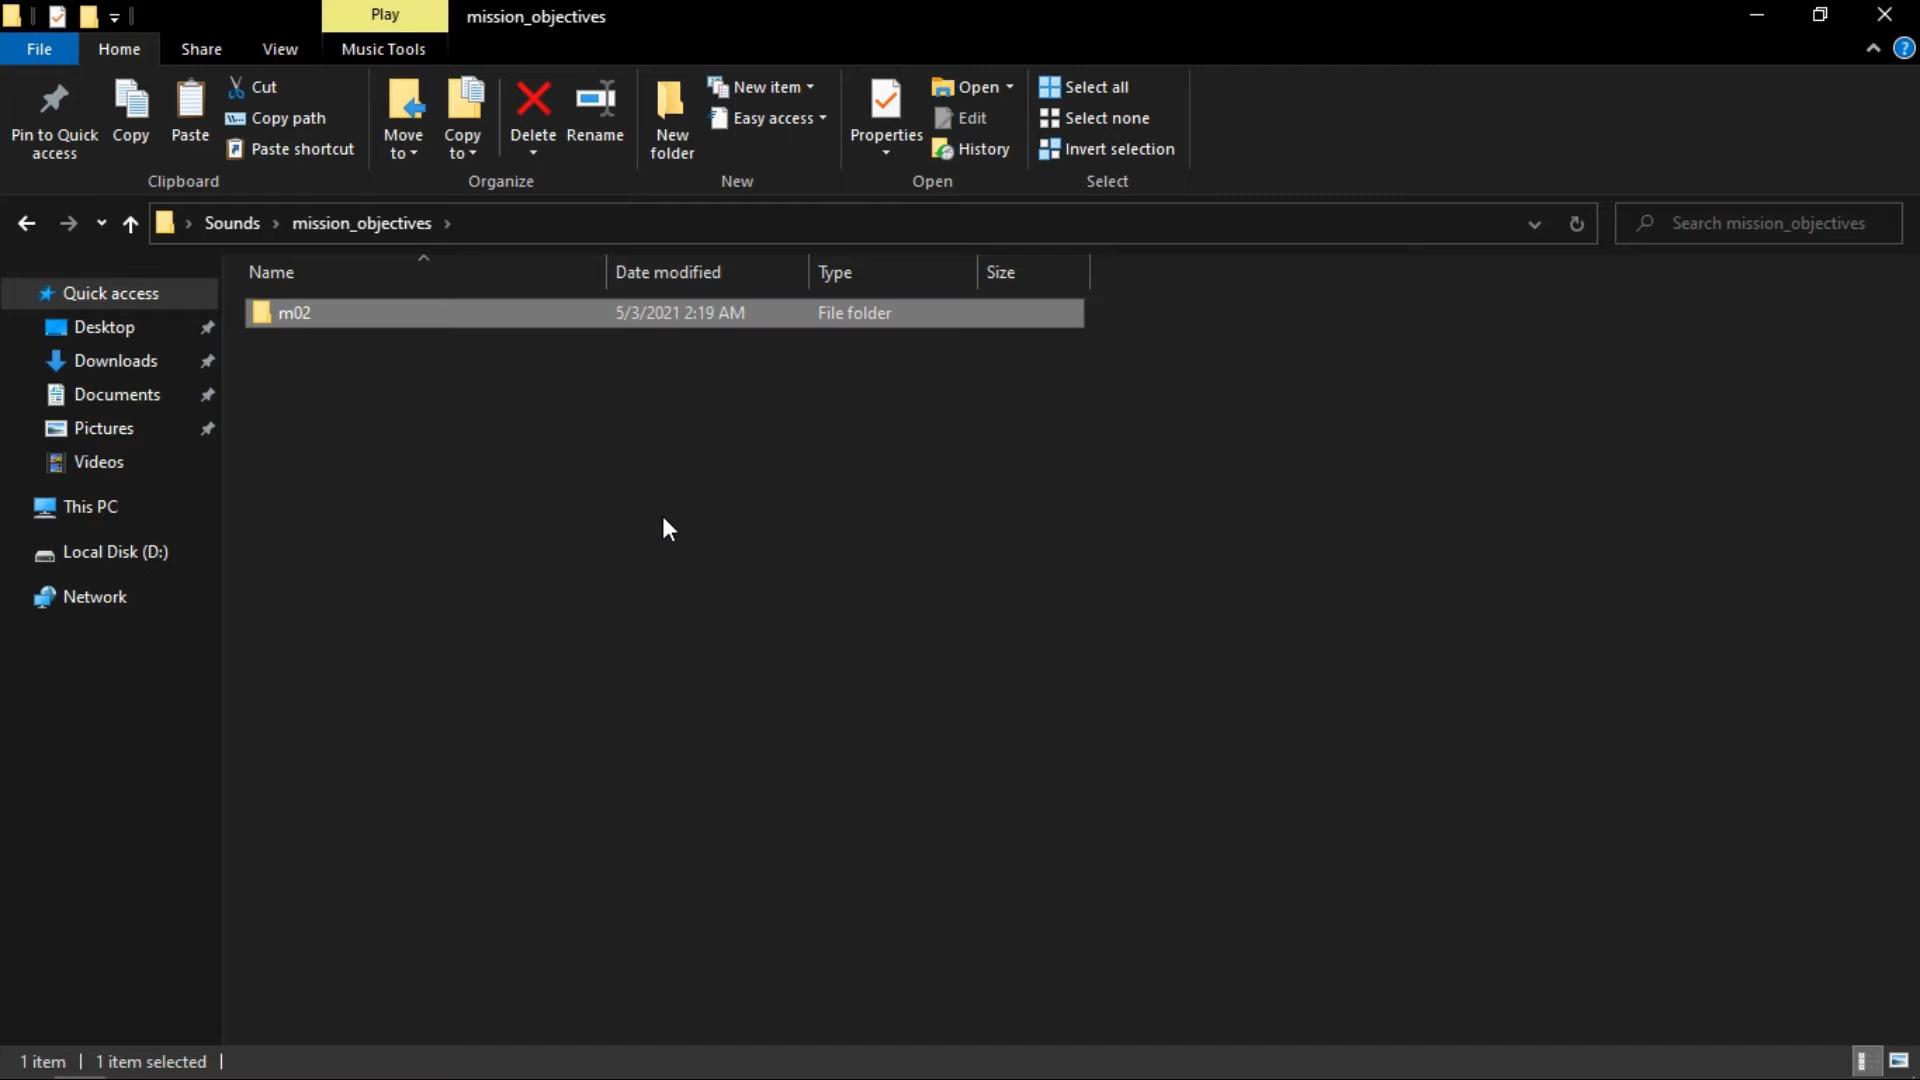 Play
mission_objectives
File
Home
Share
View
Music Tools
Pin to Quick access
Copy
Paste
Cut
Copy path
Paste shortcut
Clipboard
Move to
Copy to
Delete
Rename
Organize
New folder
New item
Easy access
New
Properties
Open
Edit
History
Open
Select all
Select none
Invert selection
Select
Sounds
mission_objectives
Search mission_objectives
Name
Date modified
Type
Size
m02
5/3/2021 2:19 AM
File folder
Quick access
Desktop
Downloads
Documents
Pictures
Videos
This PC
Local Disk (D:)
Network
1 item
1 item selected